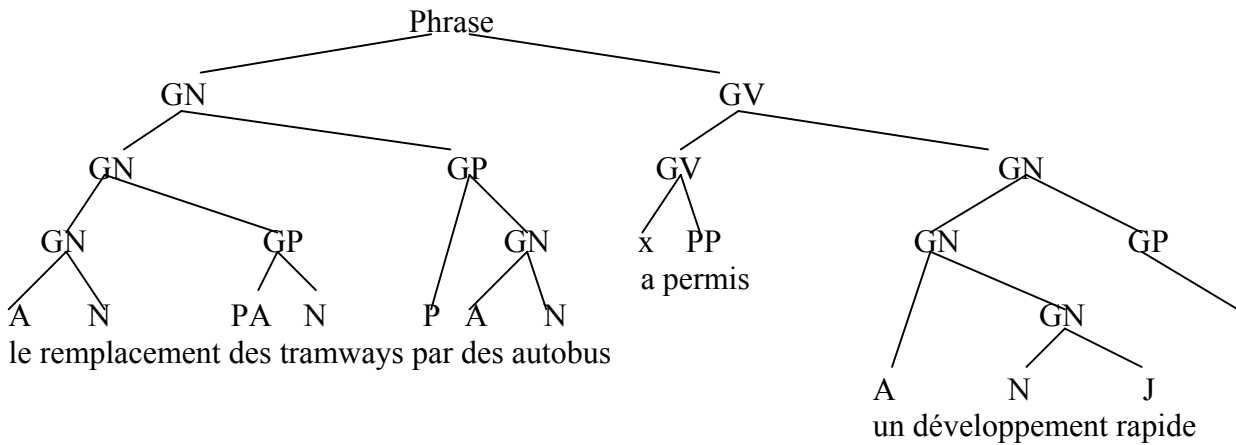 Phrase
GN GV
GN GP GV GN
GN GP GN x PP GN GP
a permis
A N PA N P A N GN
le remplacement des tramways par des autobus
A N J
un développement rapide